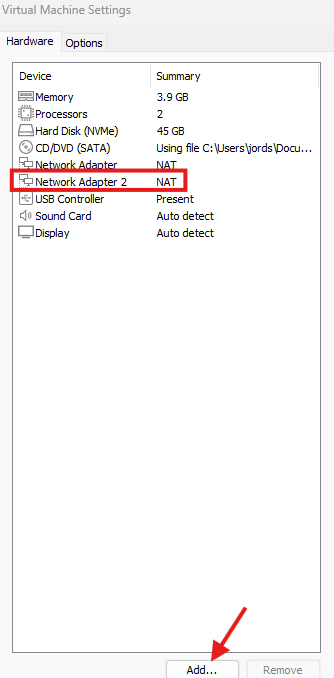 Virtual Machine Settings
Hardware Options
Device Summary
Memory 3.9 GB
Processors 2
Hard Disk (NVMe) 45 GB
CD/DVD (SATA) Using file C:\Users\jords\Docu...
Network Adapter NAT
Network Adapter 2 NAT
USB Controller Present
Sound Card Auto detect
Display Auto detect
Add... Remove